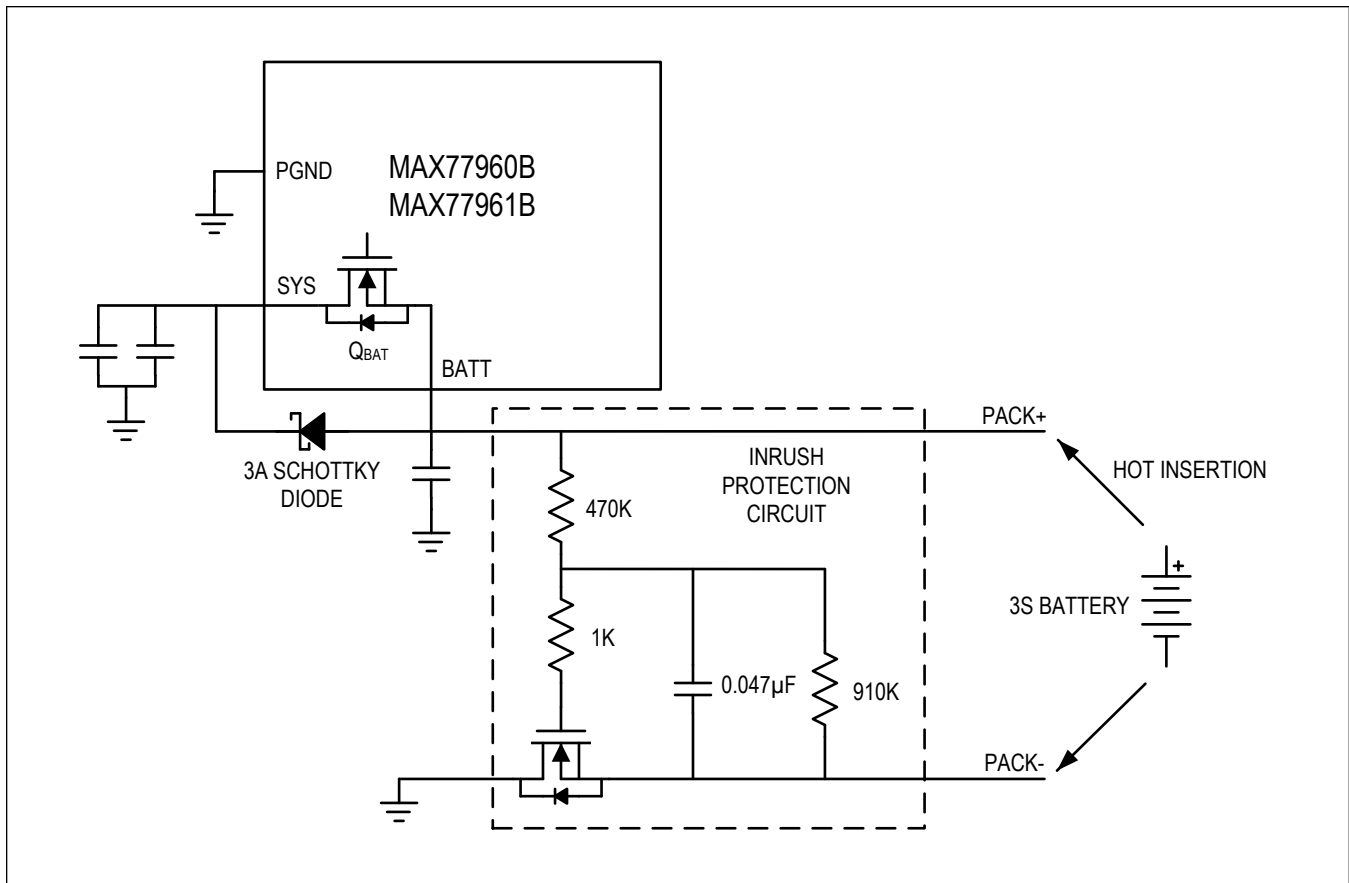 PGND
MAX77960B
MAX77961B
SYS
QBAT
BATT
3A SCHOTTKY
DIODE
INRUSH
PROTECTION
CIRCUIT
PACK+
HOT INSERTION
470K
1K
0.047µF
910K
+
3S BATTERY
PACK-